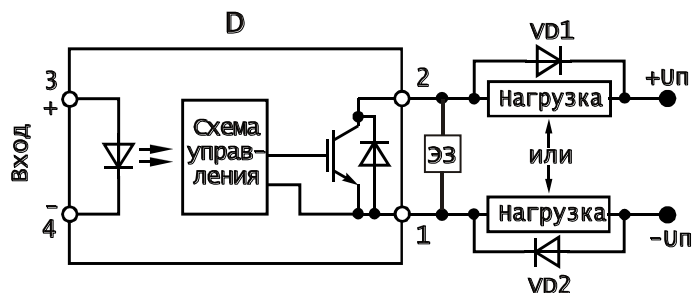 D
VD1
3
+
2
Нагрузка
+Uп
Вход
Схема
управ-
ления
ЭЗ
или
-
4
1
Нагрузка
-Uп
VD2